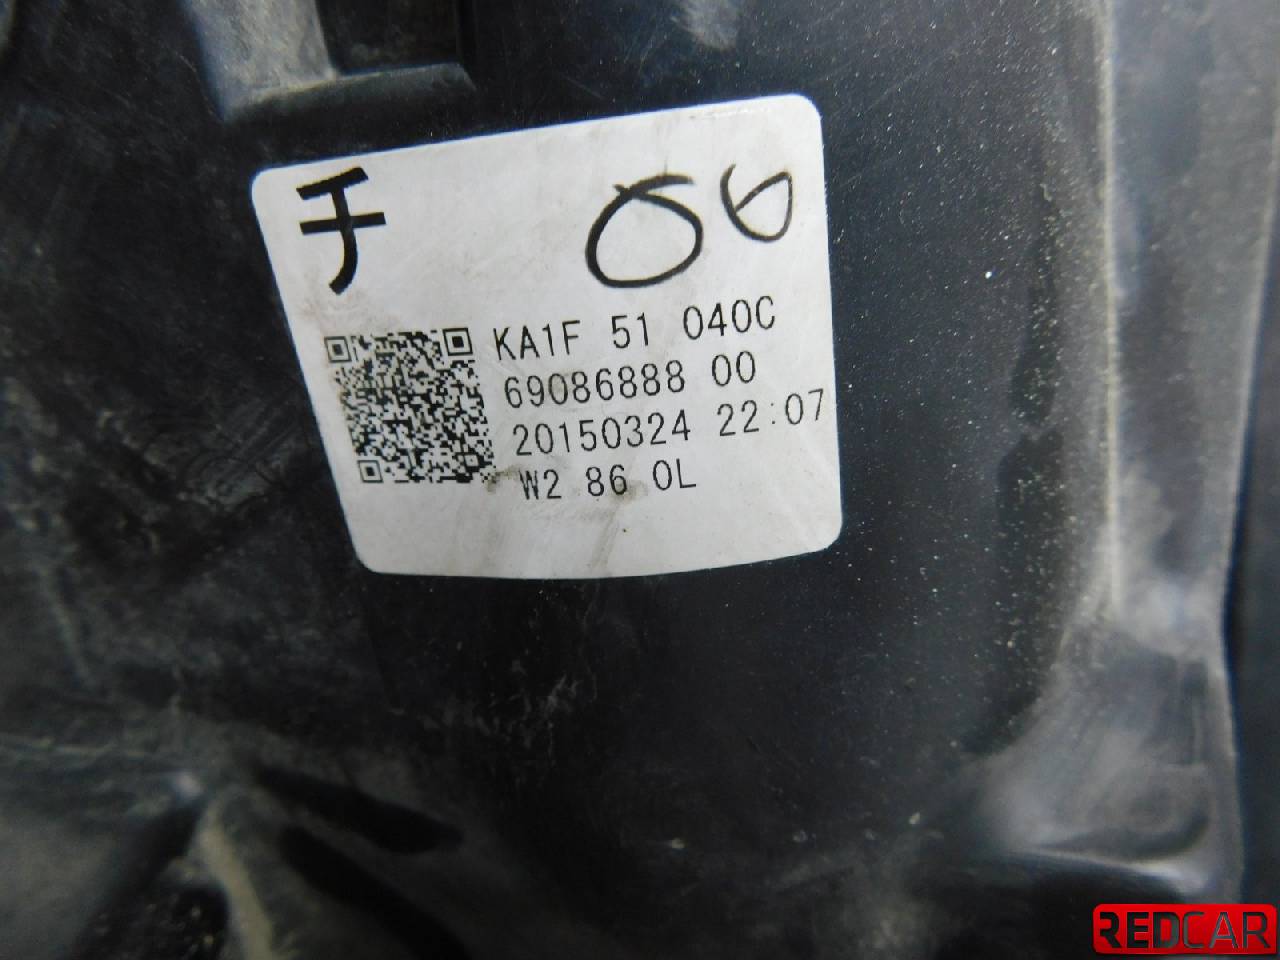 チ 06
KA1F 51 040C
69086888 00
20150324 22:07
W2 86 0L
REDCAR